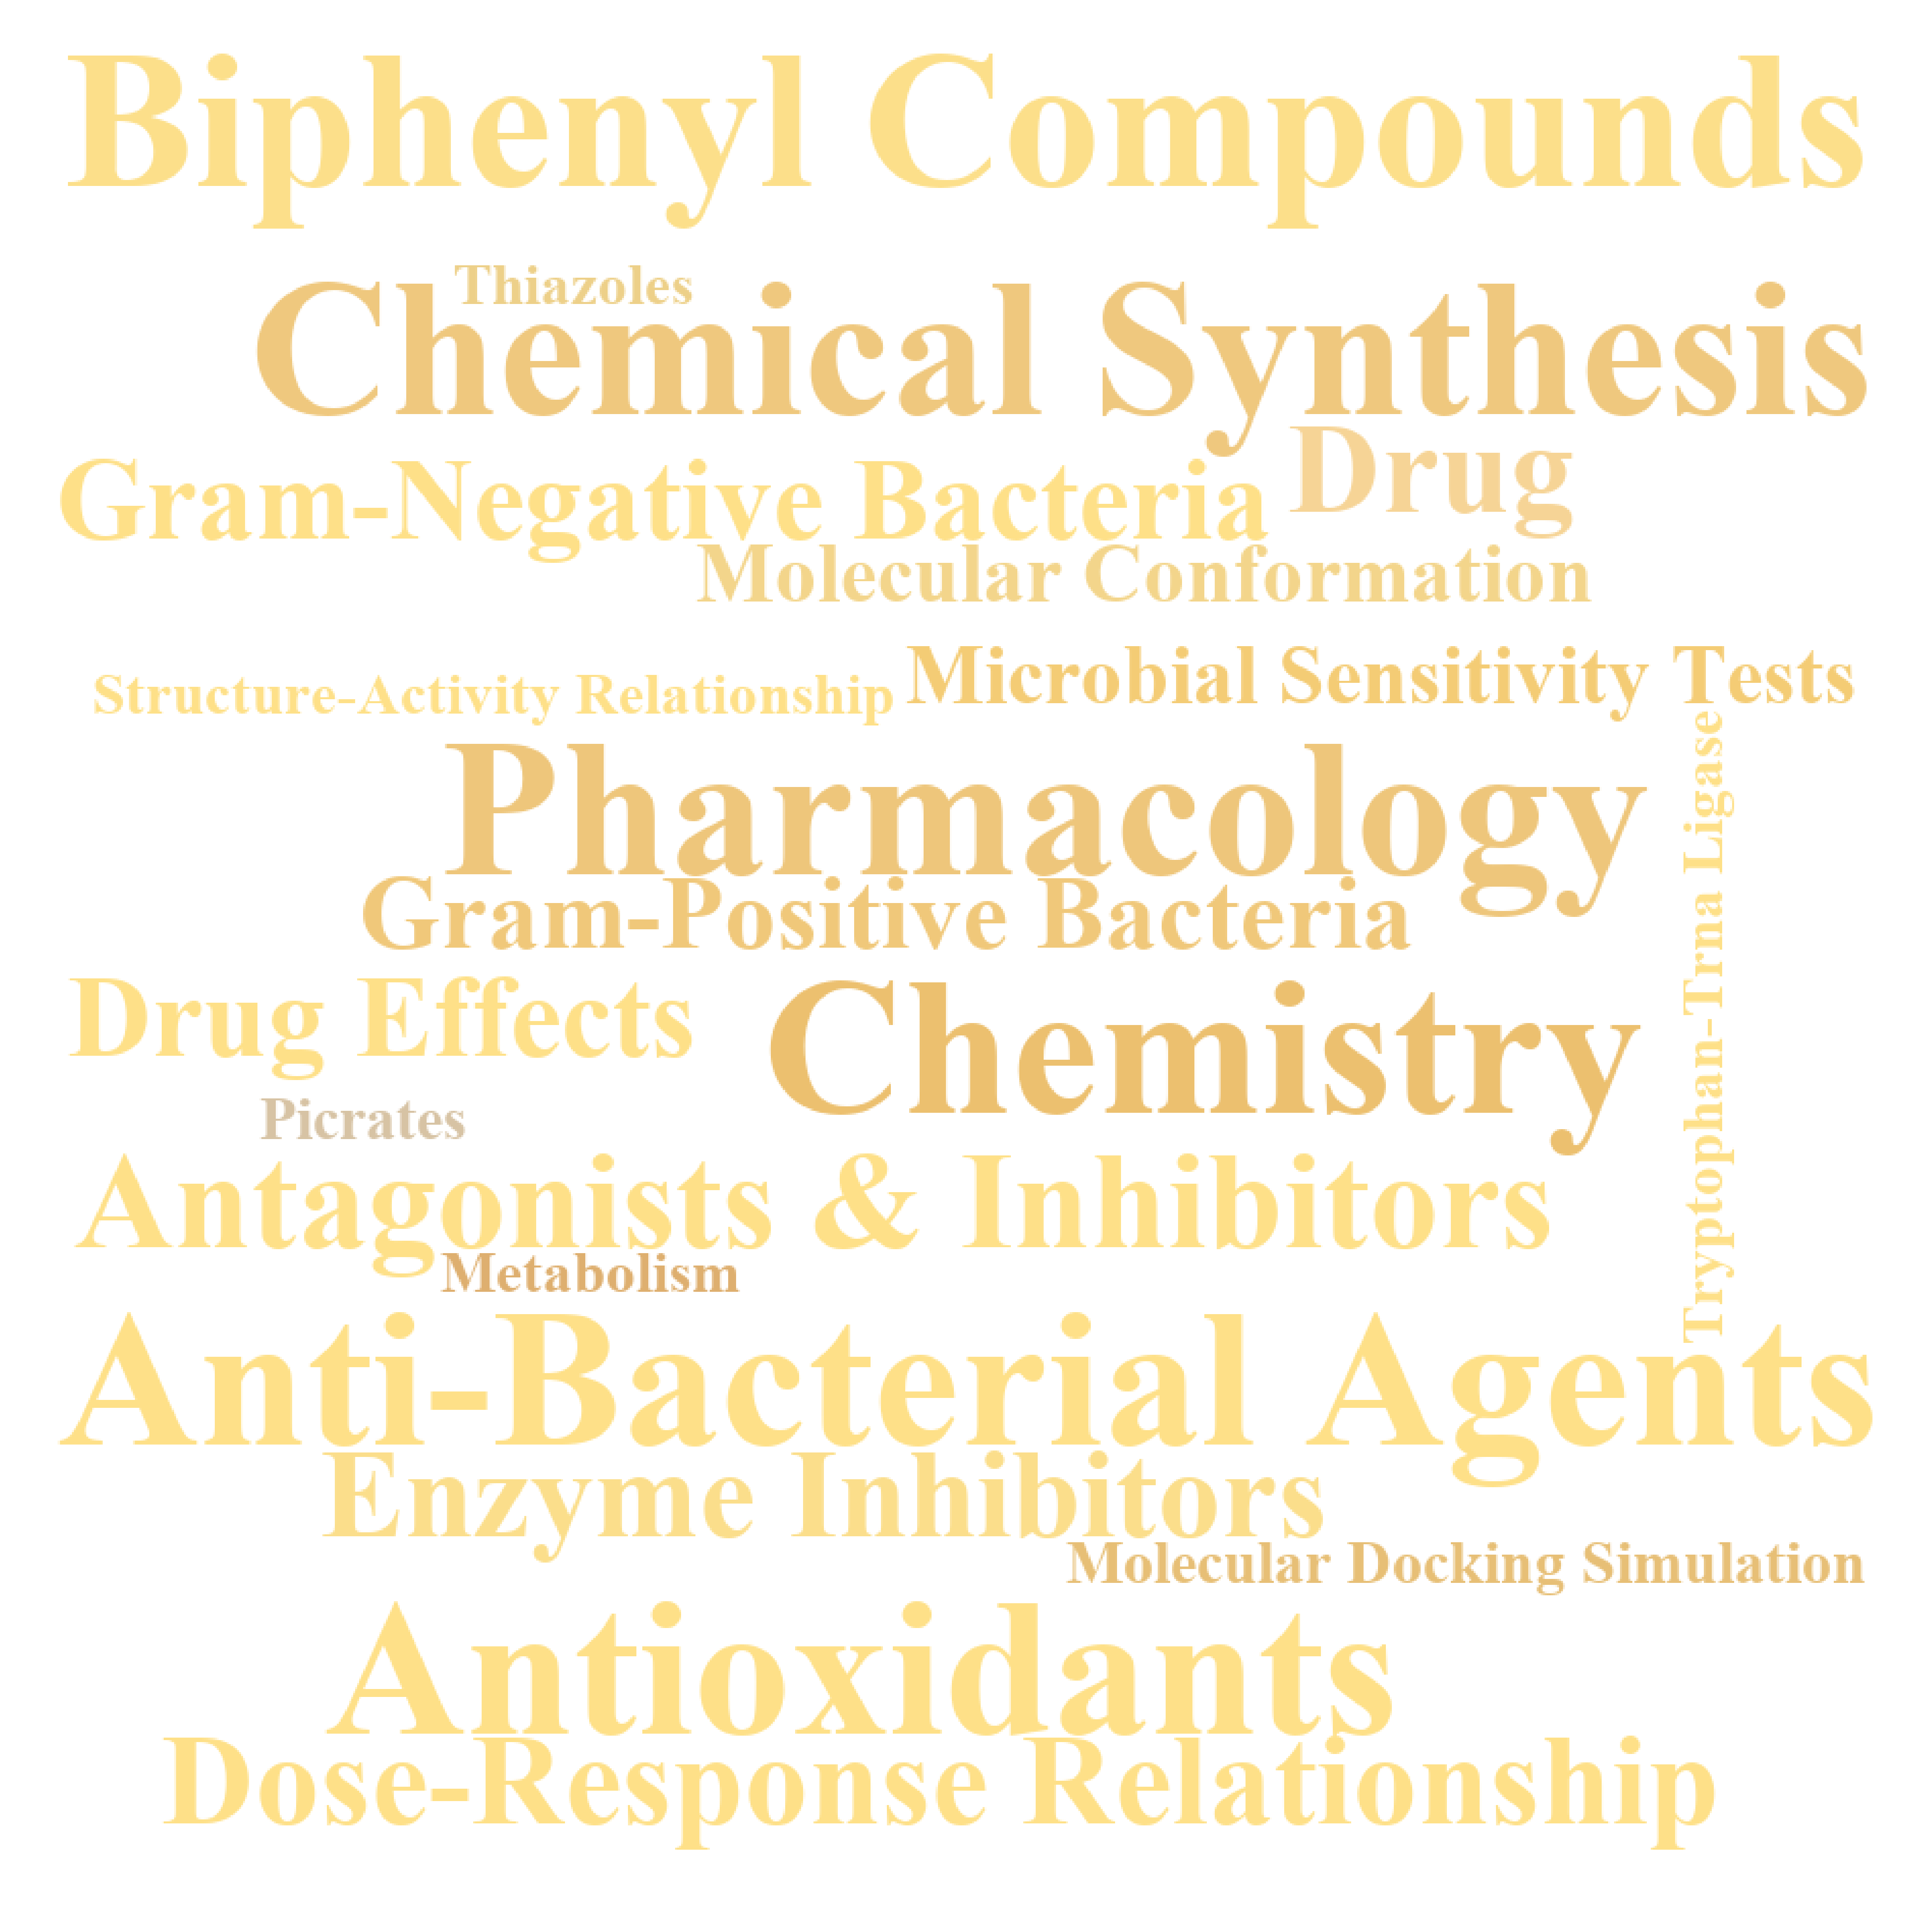 Biphenyl Compounds
Thiazoles
Chemical Synthesis
Drug
Gram-Negative Bacteria
Molecular Conformation
Microbial Sensitivity Tests
Structure-Activity Relationship
Tryptophan-Trna Ligase
Pharmacology
Gram-Positive Bacteria
Drug Effects
Chemistry
Picrates
Antagonists & Inhibitors
Metabolism
Anti-Bacterial Agents
Enzyme Inhibitors
Molecular Docking Simulation
Antioxidants
Dose-Response Relationship